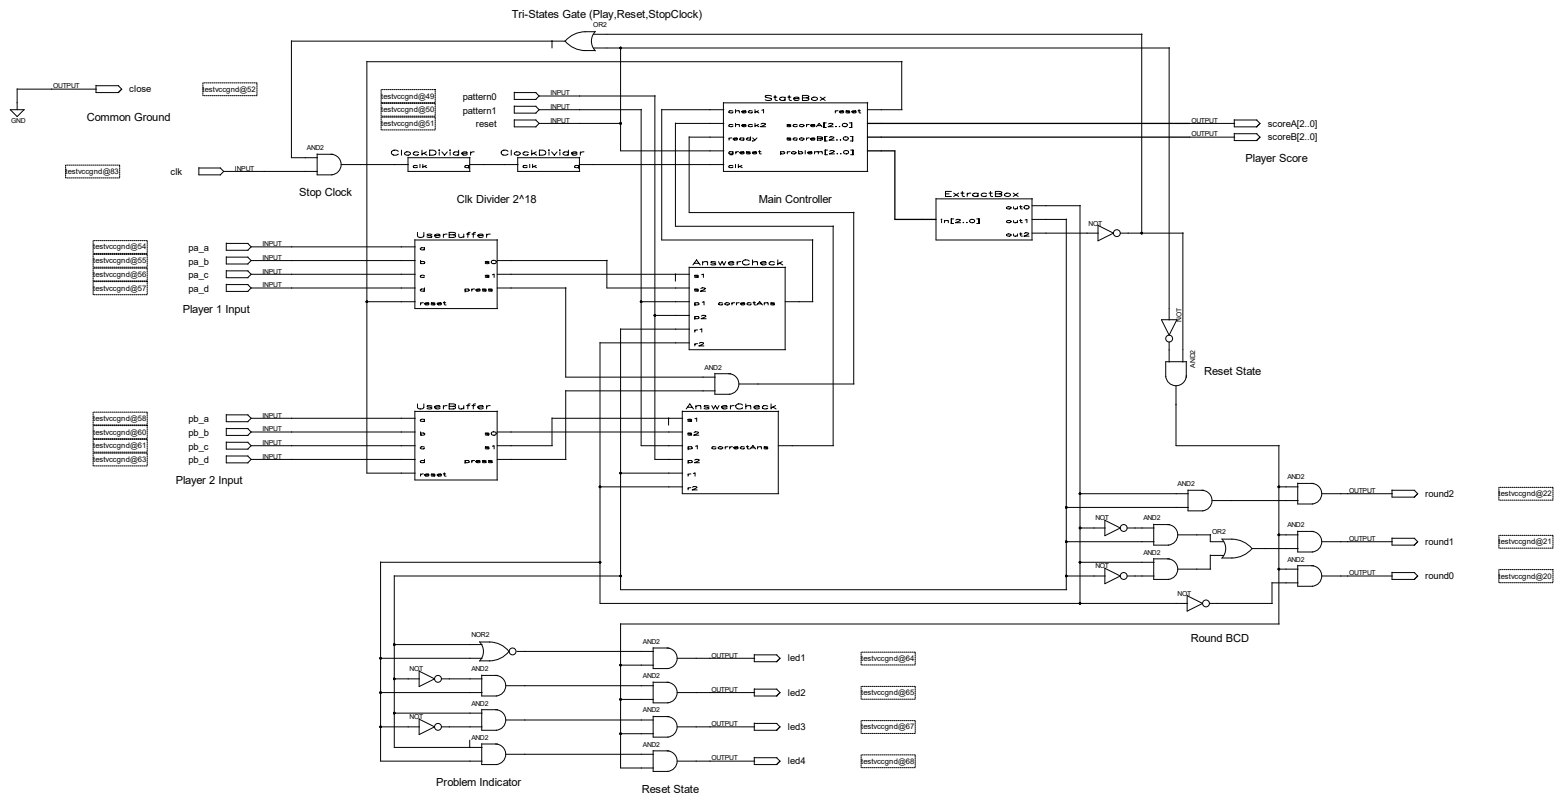 Tri-States Gate (Play,Reset,StopClock)
OR2
OUTPUT
close
testvccgnd@52
GND
Common Ground
testvccgnd@49
pattern0
INPUT
testvccgnd@50
pattern1
INPUT
testvccgnd@51
reset
INPUT
StateBox
check1
reset
check2
scoreA[2..0]
ready
scoreB[2..0]
greset
problem[2..0]
clk
OUTPUT
scoreA[2..0]
OUTPUT
scoreB[2..0]
Player Score
AND2
testvccgnd@83
clk
INPUT
Stop Clock
ClockDivider
clk
q
ClockDivider
clk
q
Clk Divider 2^18
Main Controller
ExtractBox
in[2..0]
out0
out1
out2
NOT
testvccgnd@54
pa_a
INPUT
testvccgnd@55
pa_b
INPUT
testvccgnd@56
pa_c
INPUT
testvccgnd@57
pa_d
INPUT
Player 1 Input
UserBuffer
a
b
s0
c
s1
d
press
reset
AnswerCheck
s1
s2
p1
correctAns
p2
r1
r2
NOT
AND2
Reset State
AND2
testvccgnd@58
pb_a
INPUT
testvccgnd@60
pb_b
INPUT
testvccgnd@61
pb_c
INPUT
testvccgnd@63
pb_d
INPUT
Player 2 Input
UserBuffer
a
b
s0
c
s1
d
press
reset
AnswerCheck
s1
s2
p1
correctAns
p2
r1
r2
AND2
AND2
OUTPUT
round2
testvccgnd@22
NOT
AND2
OR2
AND2
OUTPUT
round1
testvccgnd@21
NOT
AND2
AND2
OUTPUT
round0
testvccgnd@20
NOT
Round BCD
NOR2
AND2
OUTPUT
led1
testvccgnd@64
NOT
AND2
AND2
OUTPUT
led2
testvccgnd@65
NOT
AND2
AND2
OUTPUT
led3
testvccgnd@67
AND2
AND2
OUTPUT
led4
testvccgnd@68
Problem Indicator
Reset State